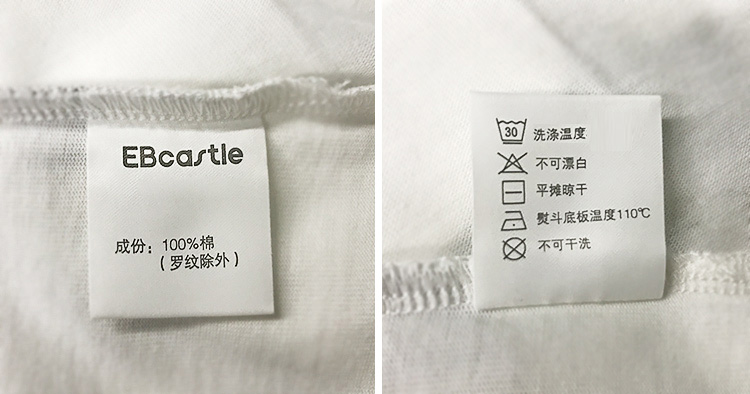 EBcastle
成份：100%棉
（罗纹除外）
30 洗涤温度
不可漂白
平摊晾干
熨斗底板温度110℃
不可干洗